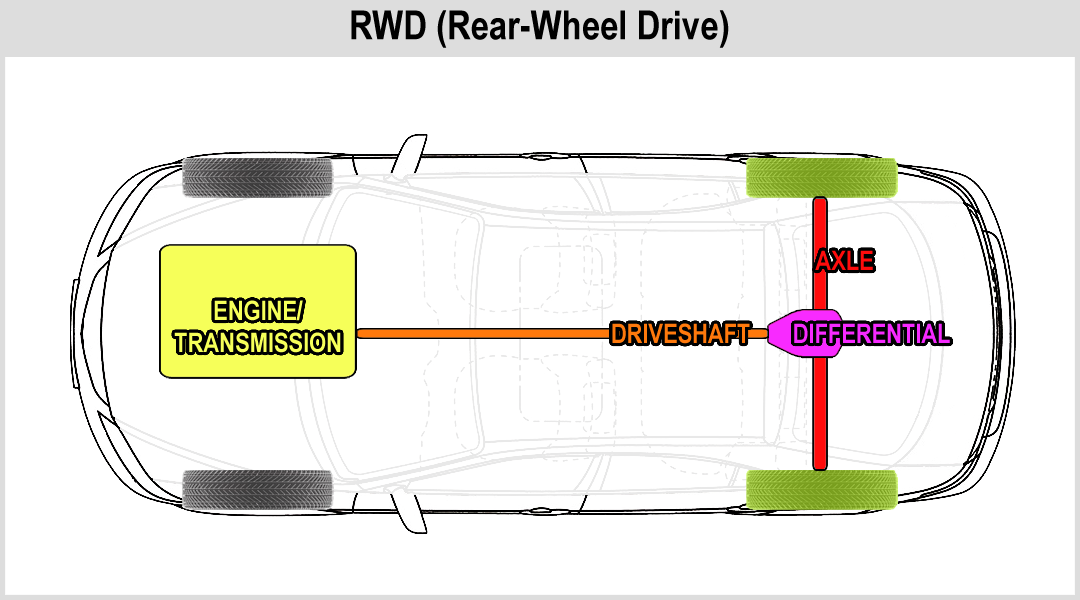 RWD (Rear-Wheel Drive)
AXLE
ENGINE/
TRANSMISSION
DRIVESHAFT
DIFFERENTIAL